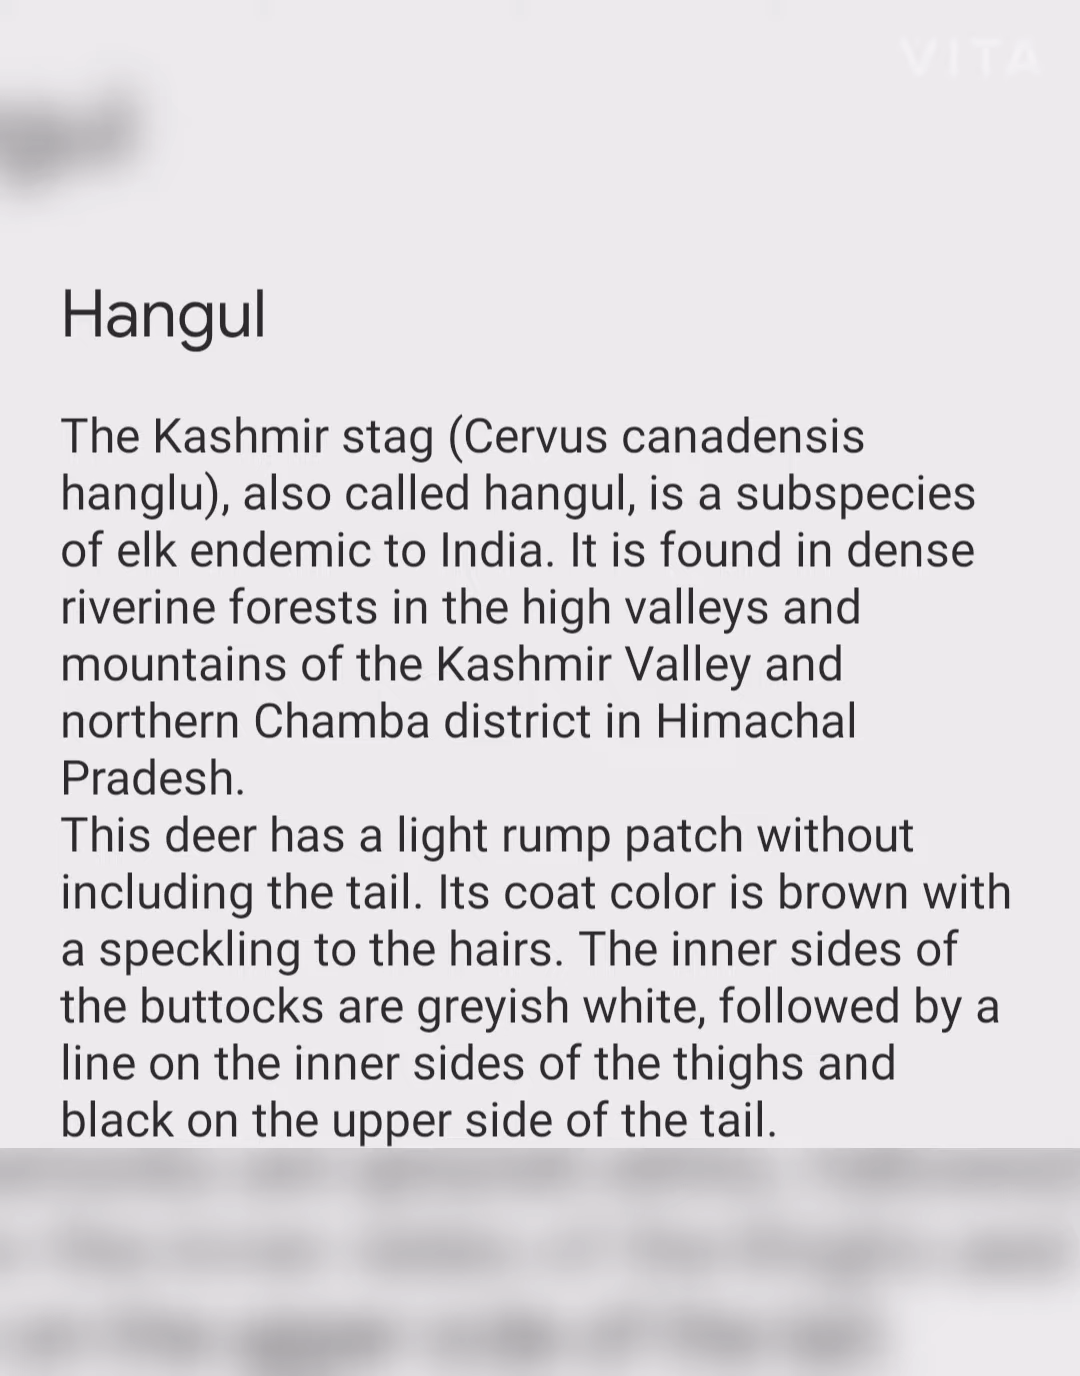 VITA
Hangul
The Kashmir stag (Cervus canadensis
hanglu), also called hangul, is a subspecies
of elk endemic to India. It is found in dense
riverine forests in the high valleys and
mountains of the Kashmir Valley and
northern Chamba district in Himachal
Pradesh.
This deer has a light rump patch without
including the tail. Its coat color is brown with
a speckling to the hairs. The inner sides of
the buttocks are greyish white, followed by a
line on the inner sides of the thighs and
black on the upper side of the tail.